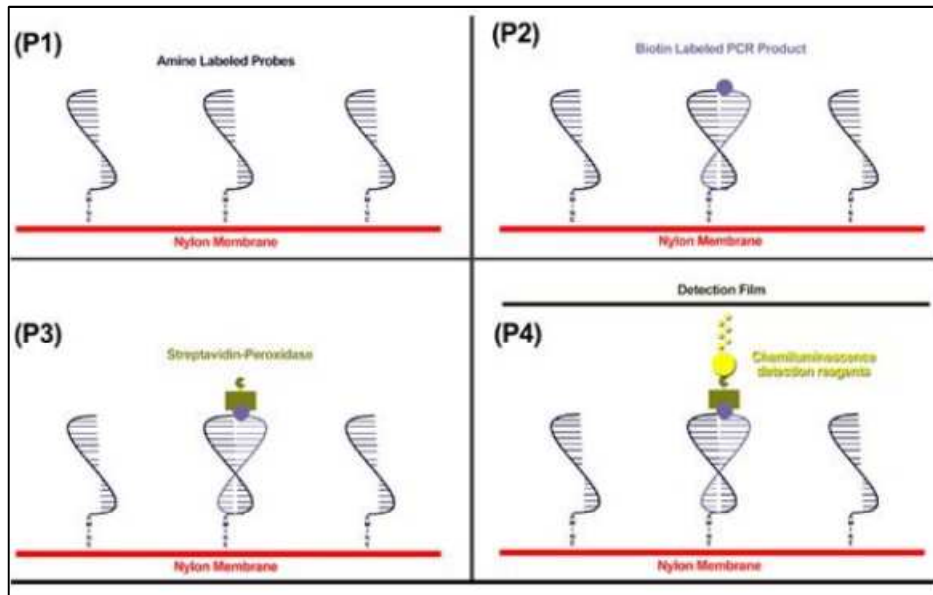 (P1)
Amine Labeled Probes
Nylon Membrane
(P2)
Biotin Labeled PCR Product
Nylon Membrane
(P3)
Streptavidin-Peroxidase
Nylon Membrane
(P4)
Detection Film
Chemiluminescence
detection reagents
Nylon Membrane